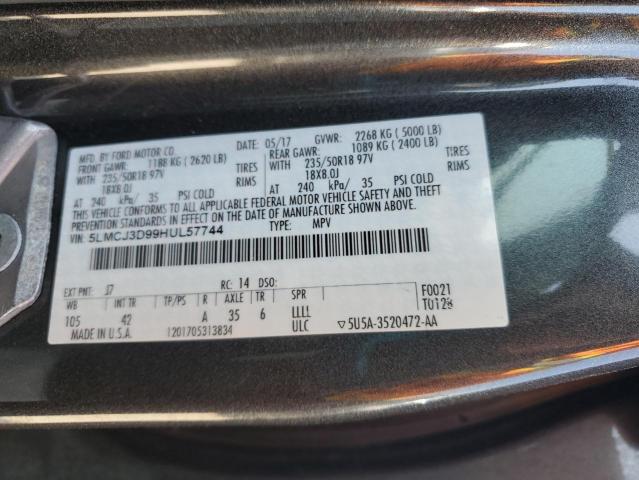 MFD. BY FORD MOTOR CO.
DATE: 05/17 GVWR: 2268 KG ( 5000 LB)
FRONT GAWR: 1188 KG ( 2620 LB) REAR GAWR: 1089 KG ( 2400 LB)
WITH 235/50R18 97V TIRES WITH 235/50R18 97V TIRES
18X8.0J RIMS 18X8.0J RIMS
AT 240 kPa/ 35 PSI COLD AT 240 kPa/ 35 PSI COLD
THIS VEHICLE CONFORMS TO ALL APPLICABLE FEDERAL MOTOR VEHICLE SAFETY AND THEFT
PREVENTION STANDARDS IN EFFECT ON THE DATE OF MANUFACTURE SHOWN ABOVE.
VIN: 5LMCJ3D99HUL57744 TYPE: MPV
EXT PNT: J7 RC: 14 DSO: F0021
WB INT TR TP/PS R AXLE TR SPR T0128
105 42 A 35 6 LLLL
1201705313834 ULC ▽5U5A-3520472-AA